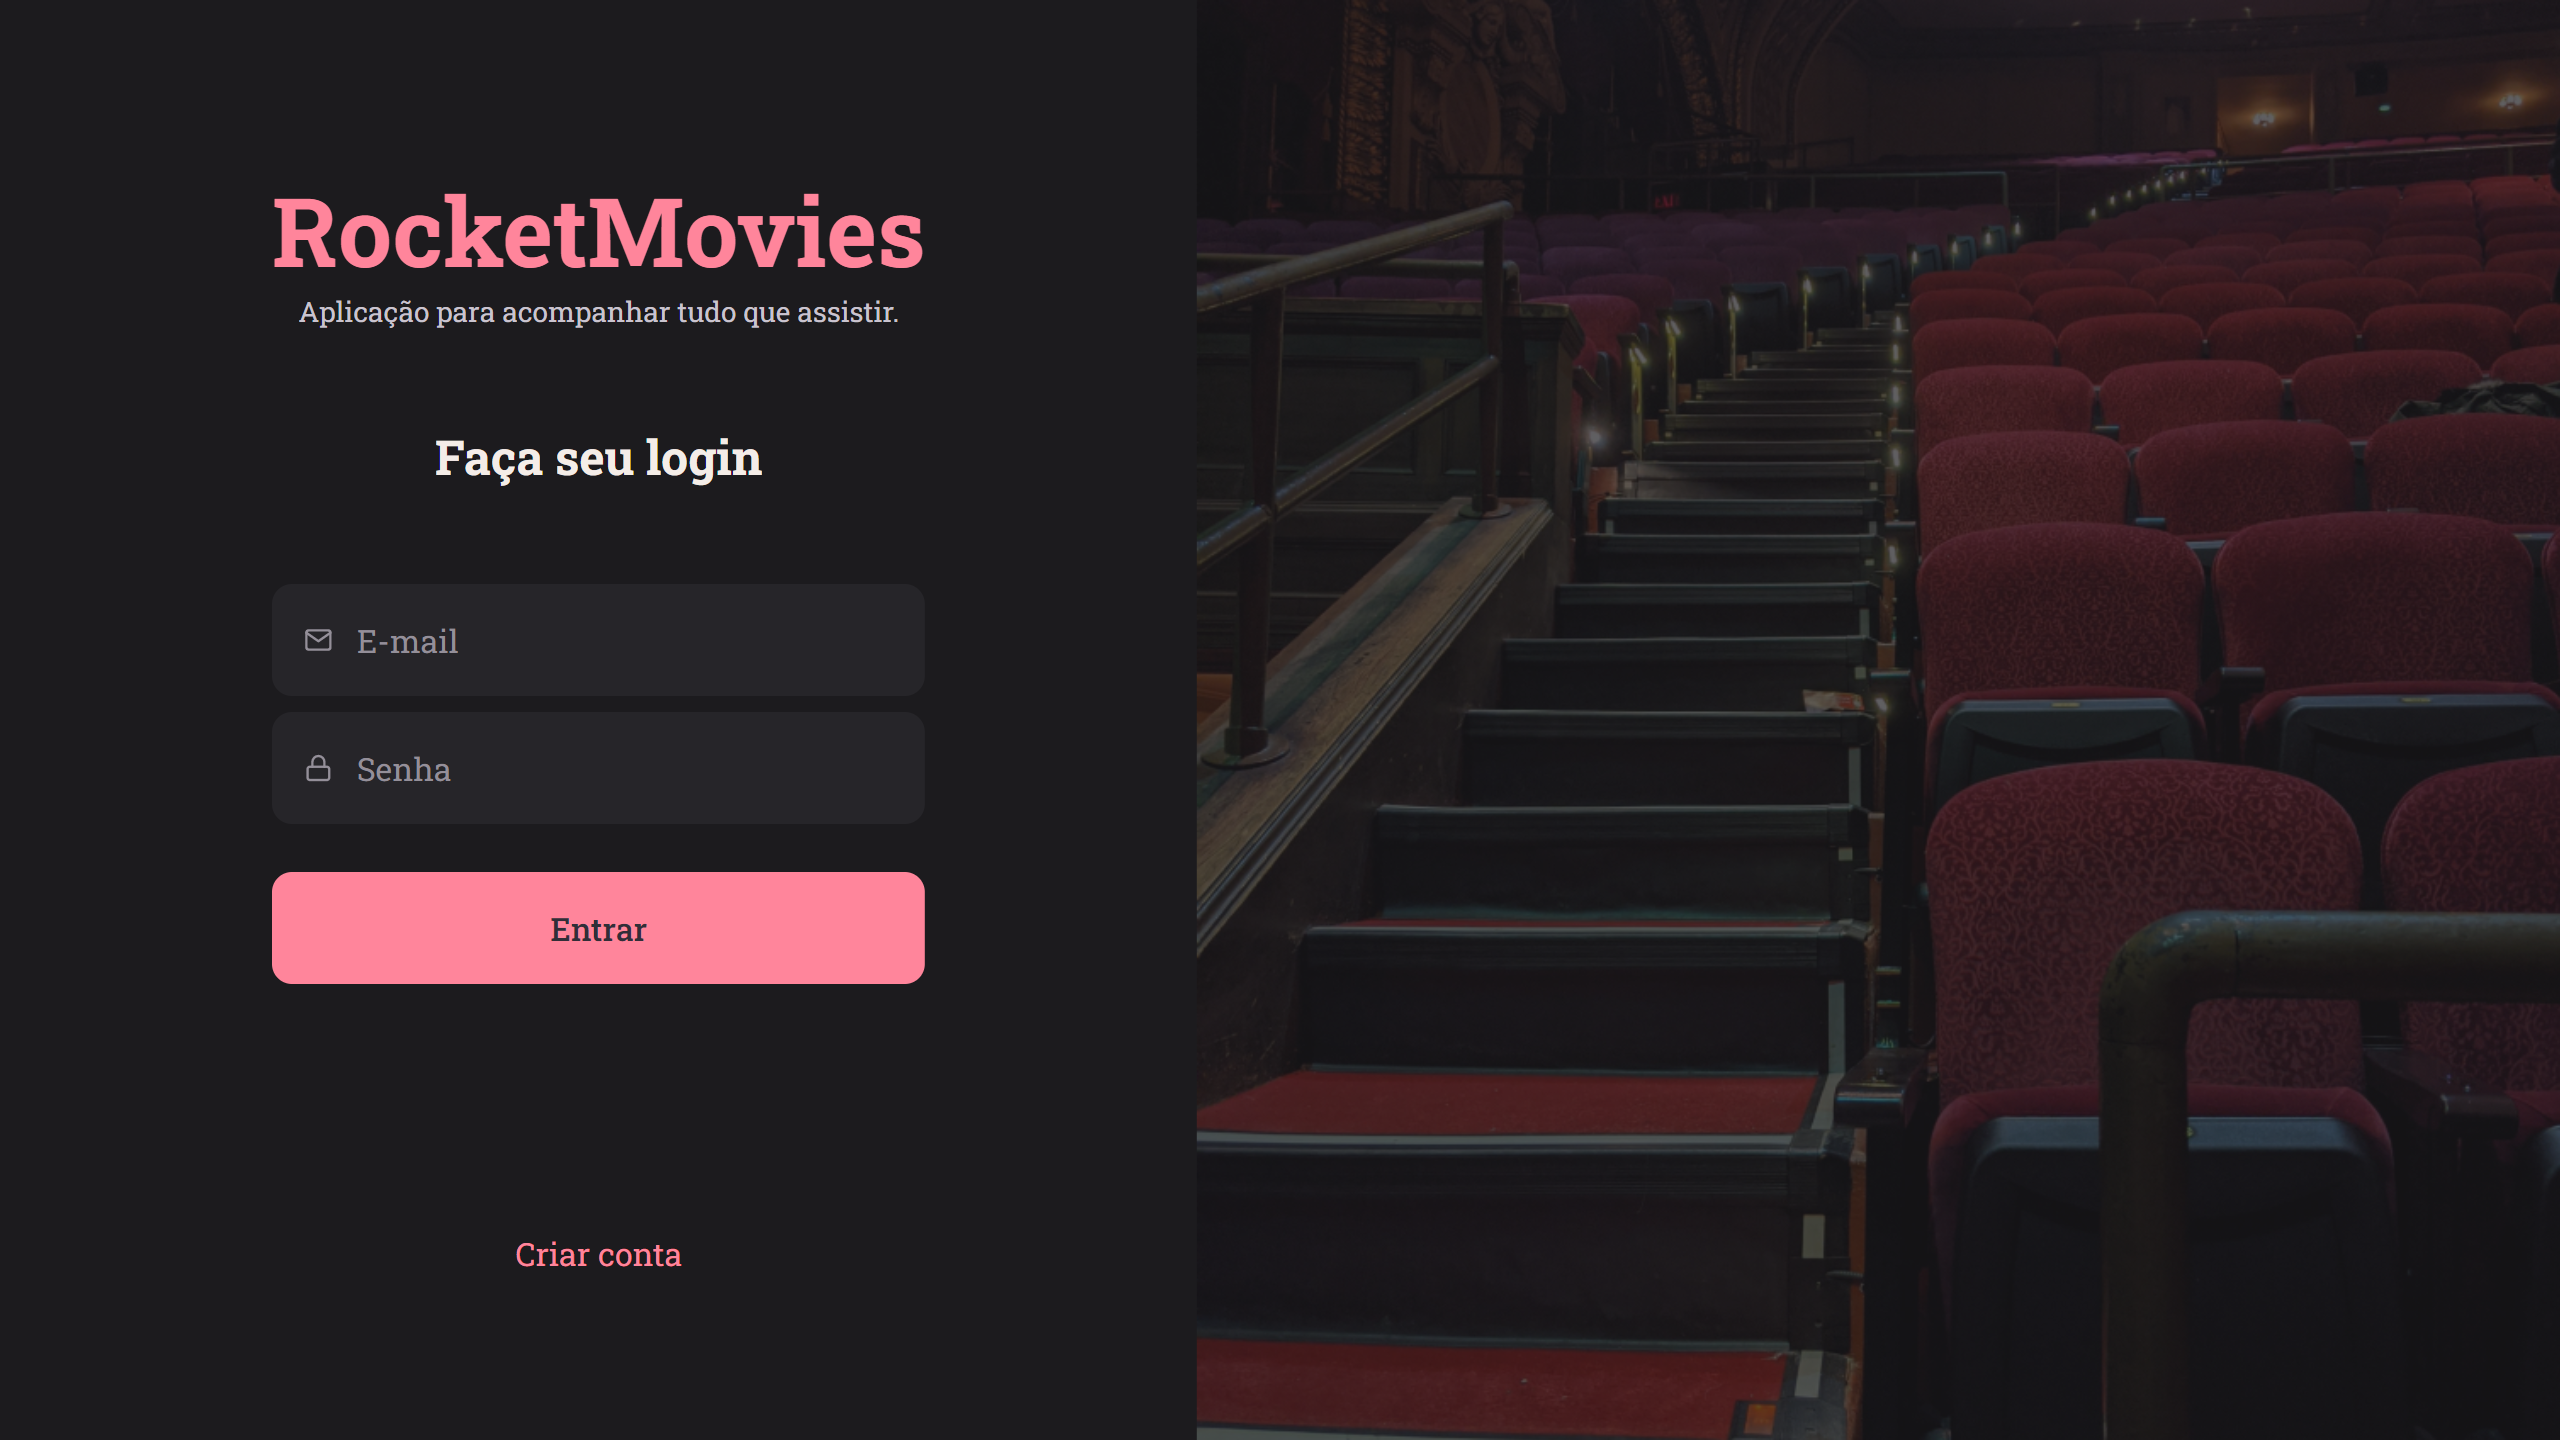 RocketMovies
Aplicação para acompanhar tudo que assistir.
Faça seu login
E-mail
Senha
Entrar
Criar conta